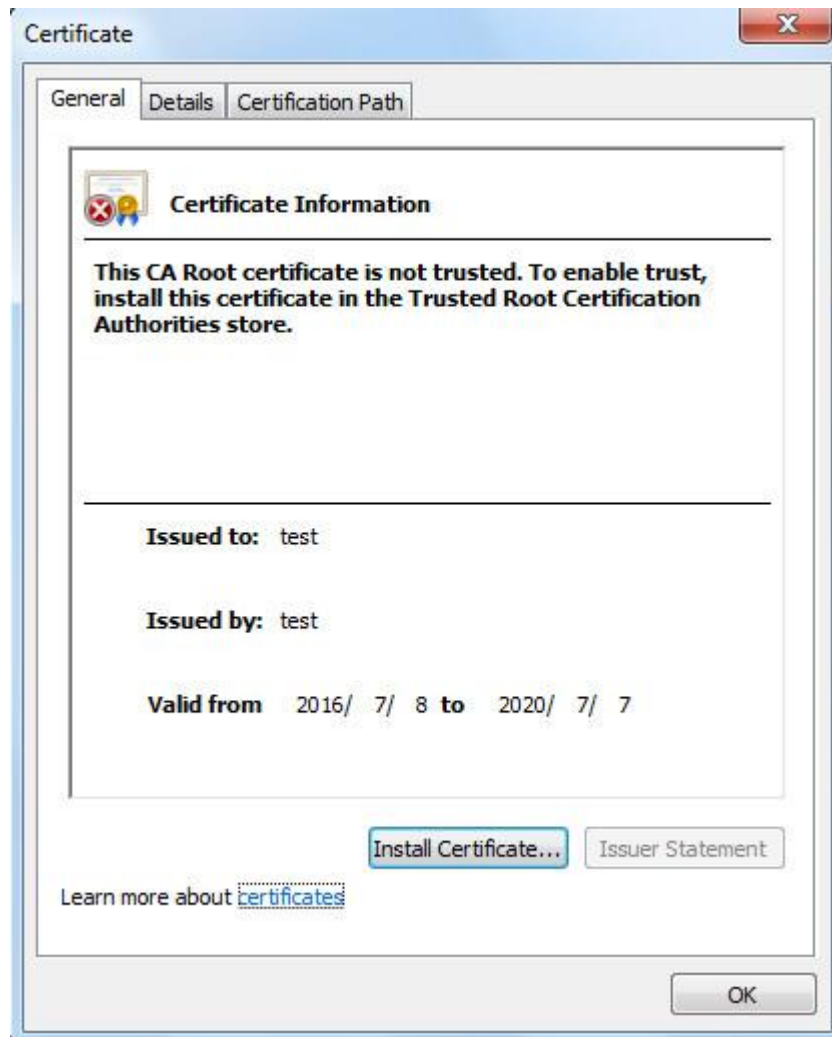 Certificate
General Details Certification Path
Certificate Information
This CA Root certificate is not trusted. To enable trust,
install this certificate in the Trusted Root Certification
Authorities store.
Issued to: test
Issued by: test
Valid from 2016/ 7/ 8 to 2020/ 7/ 7
Install Certificate... Issuer Statement
Learn more about certificates
OK